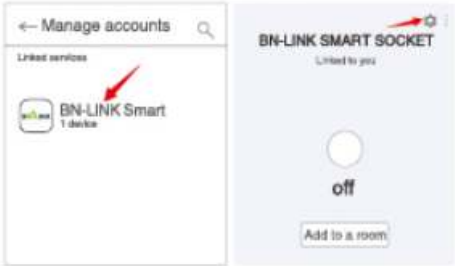 ← Manage accounts
Linked services
BN-LINK Smart
1 device
BN-LINK SMART SOCKET
Linked to you
off
Add to a room